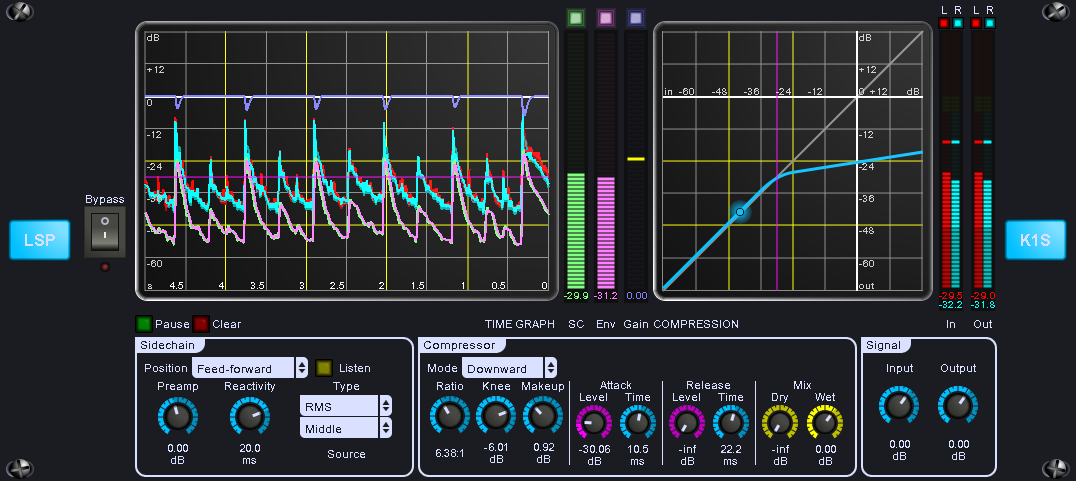 L R L R
dB
+12
0
-12
-24
-36
-48
-60
s 4.5 4 3.5 3 2.5 2 1.5 1 0.5 0
dB
+12
in -60 -48 -36 -24 -12 0 +12 dB
-12
-24
-36
-48
-60
out
Bypass
LSP
K1S
-29.9 -31.2 0.00
-32.2 -31.8
-29.0
Pause Clear TIME GRAPH SC Env Gain COMPRESSION In Out
Sidechain
Position Feed-forward Listen
Preamp Reactivity Type
RMS
Middle
0.00 20.0 Source
dB ms
Compressor
Mode Downward
Ratio Knee Makeup Attack Release Mix
Level Time Level Time Dry Wet
6.38:1 -6.01 0.92 -30.06 10.5 -inf 22.2 -inf 0.00
dB dB dB ms dB ms dB dB
Signal
Input Output
0.00 0.00
dB dB